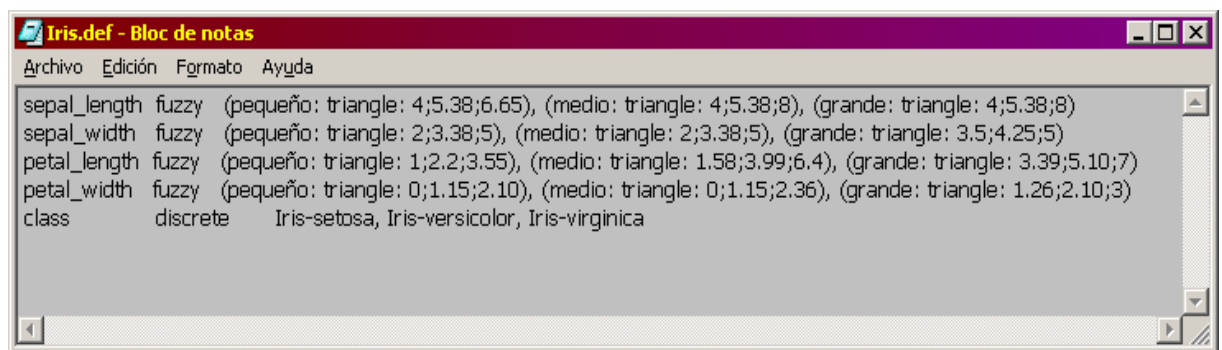 Iris.def - Bloc de notas
Archivo Edición Formato Ayuda
sepal_length fuzzy (pequeño: triangle: 4;5.38;6.65), (medio: triangle: 4;5.38;8), (grande: triangle: 4;5.38;8)
sepal_width fuzzy (pequeño: triangle: 2;3.38;5), (medio: triangle: 2;3.38;5), (grande: triangle: 3.5;4.25;5)
petal_length fuzzy (pequeño: triangle: 1;2.2;3.55), (medio: triangle: 1.58;3.99;6.4), (grande: triangle: 3.39;5.10;7)
petal_width fuzzy (pequeño: triangle: 0;1.15;2.10), (medio: triangle: 0;1.15;2.36), (grande: triangle: 1.26;2.10;3)
class discrete Iris-setosa, Iris-versicolor, Iris-virginica